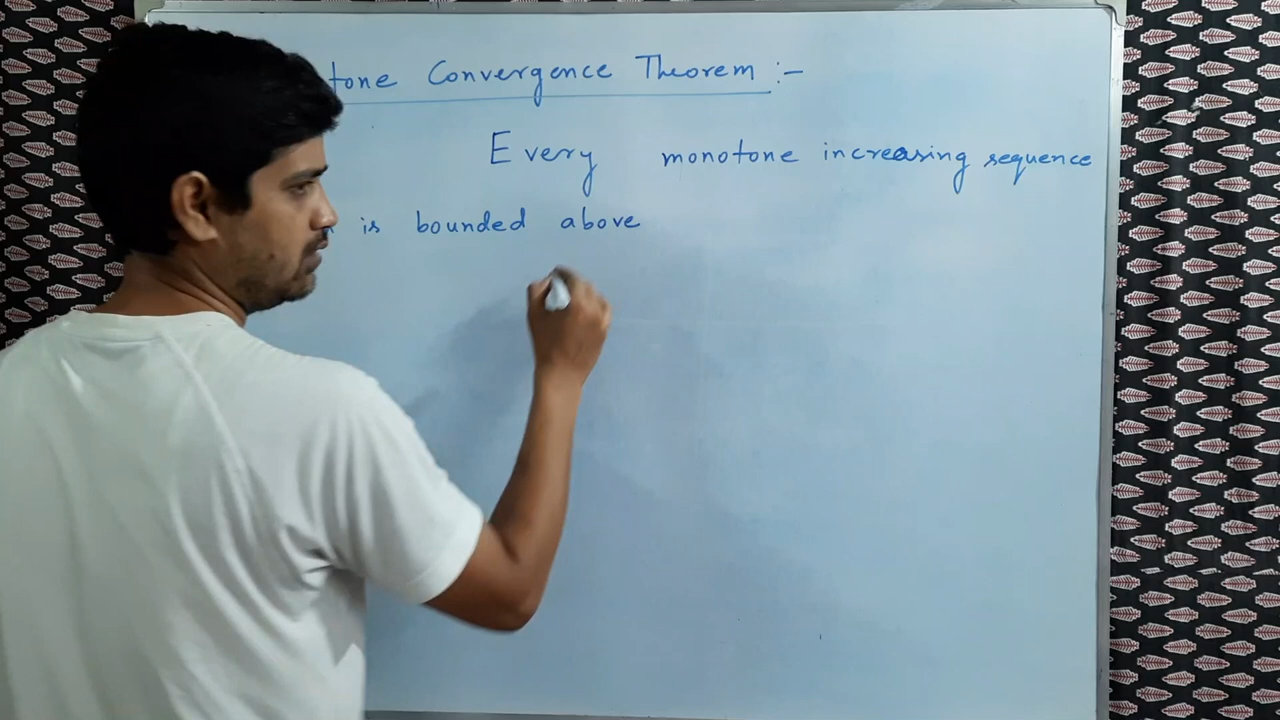 tone Convergence Theorem :-
Every monotone increasing sequence
is bounded above